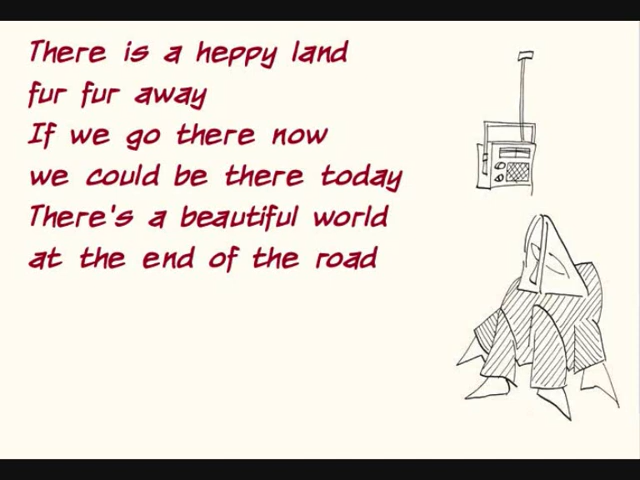 There is a heppy land
fur fur away
If we go there now
we could be there today
There's a beautiful world
at the end of the road